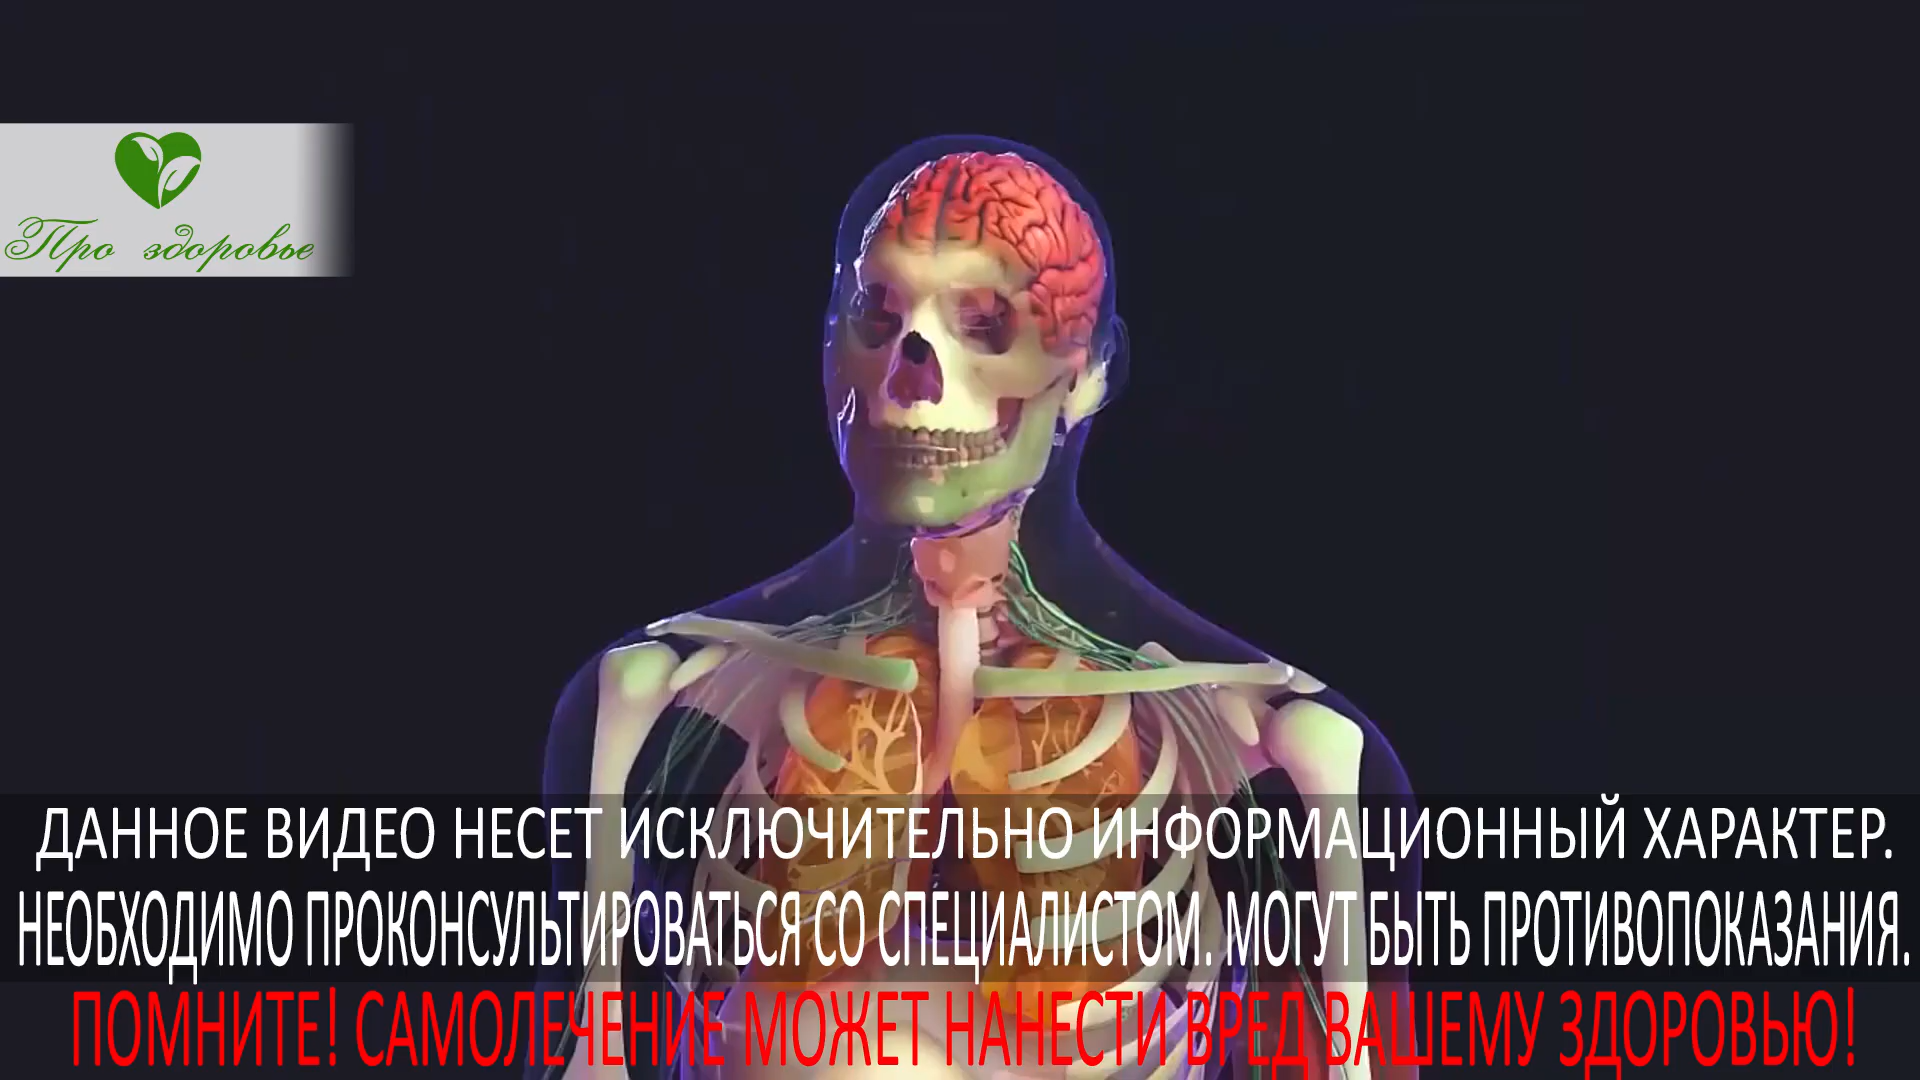 Про здоровье
ДАННОЕ ВИДЕО НЕСЕТ ИСКЛЮЧИТЕЛЬНО ИНФОРМАЦИОННЫЙ ХАРАКТЕР.
НЕОБХОДИМО ПРОКОНСУЛЬТИРОВАТЬСЯ СО СПЕЦИАЛИСТОМ. МОГУТ БЫТЬ ПРОТИВОПОКАЗАНИЯ.
ПОМНИТЕ! САМОЛЕЧЕНИЕ МОЖЕТ НАНЕСТИ ВРЕД ВАШЕМУ ЗДОРОВЬЮ!